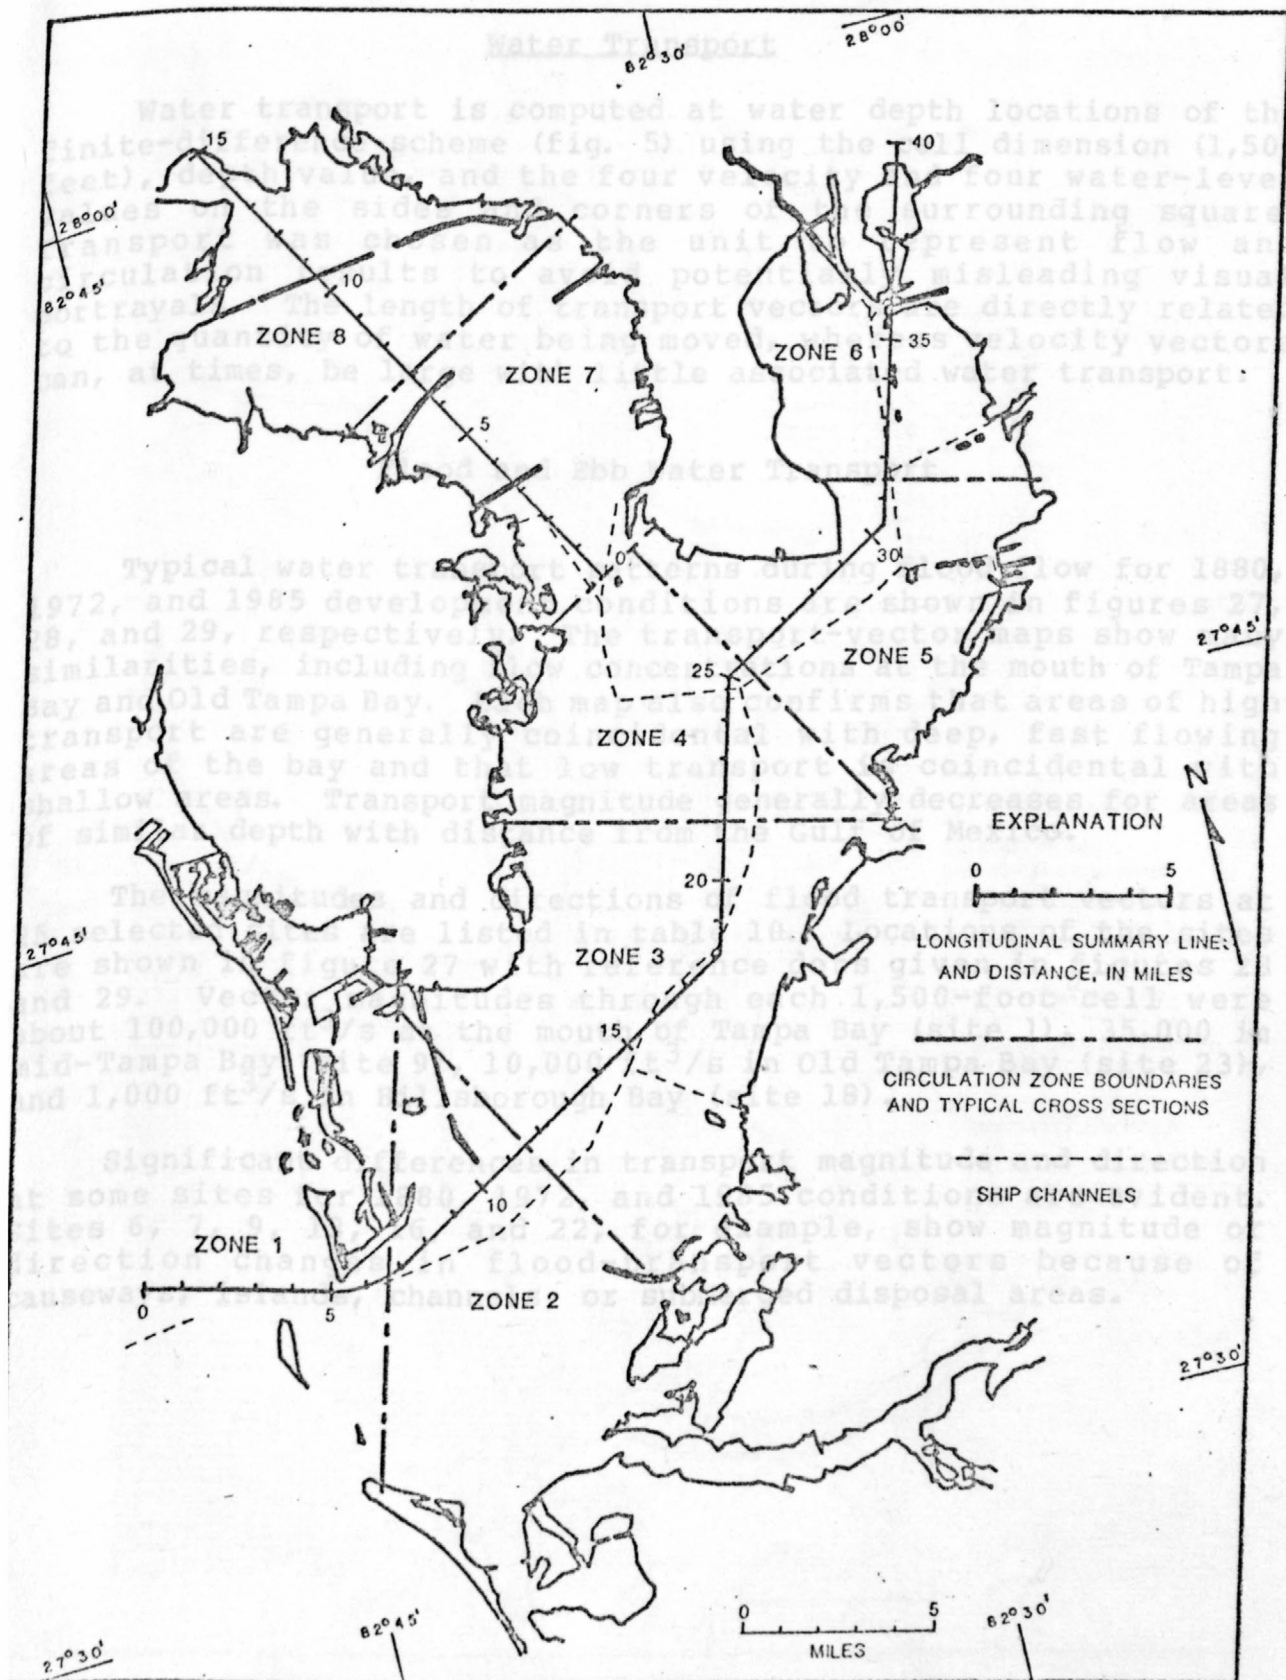 82°30'
28°00'
Water Transport
Water transport is computed at water depth locations of th
finite-difference scheme (fig. 5) using the cell dimension (1,50
feet), depth value, and the four velocity and four water-leve
values on the sides and corners of the surrounding square
transport was chosen as the unit to represent flow an
circulation results to avoid potentially misleading visua
portrayal. The length of transport vectors are directly relate
to the quantity of water being moved, whereas velocity vector
can, at times, be large with little associated water transport.
Flood and Ebb Water Transport
Typical water transport patterns during flood flow for 1880,
1972, and 1985 development conditions are shown in figures 27,
28, and 29, respectively. The transport-vector maps show many
similarities, including flow concentrations at the mouth of Tampa
Bay and Old Tampa Bay. Each map also confirms that areas of high
transport are generally coincidental with deep, fast flowing
areas of the bay and that low transport is coincidental with
shallow areas. Transport magnitude generally decreases for areas
of similar depth with distance from the Gulf of Mexico.
The magnitudes and directions of flood transport vectors at
selected sites are listed in table 10. Locations of the sites
are shown in figure 27 with reference dots given in figures 28
and 29. Vector magnitudes through each 1,500-foot cell were
about 100,000 ft³/s at the mouth of Tampa Bay (site 1), 35,000 in
mid-Tampa Bay (site 9), 10,000 ft³/s in Old Tampa Bay (site 23),
and 1,000 ft³/s in Hillsborough Bay (site 18).
Significant differences in transport magnitude and direction
at some sites for 1880, 1972, and 1985 conditions are evident.
Sites 6, 7, 9, 16, and 22, for example, show magnitude or
direction changes in flood-transport vectors because of
causeways, islands, channels, or submerged disposal areas.
15
40
28°00'
82°45'
10
ZONE 8
ZONE 6
35
ZONE 7
5
0
30
27°45'
ZONE 5
25
ZONE 4
N
EXPLANATION
0 5
20
LONGITUDINAL SUMMARY LINE
AND DISTANCE, IN MILES
27°45'
ZONE 3
15
CIRCULATION ZONE BOUNDARIES
AND TYPICAL CROSS SECTIONS
SHIP CHANNELS
10
ZONE 1
0 5
ZONE 2
27°30'
82°45'
0 5
MILES
82°30'
27°30'